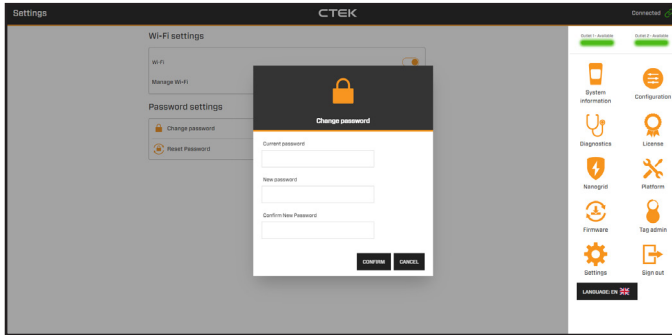 Settings
CTEK
Connected
Wi-Fi settings
Wi-Fi
Manage Wi-Fi
Password settings
Change password
Reset Password
Change password
Current password
New password
Confirm New Password
CONFIRM
CANCEL
Outlet 1 - Available
Outlet 2 - Available
System
information
Configuration
Diagnostics
License
Nanogrid
Platform
Firmware
Tag admin
Settings
Sign out
LANGUAGE: EN